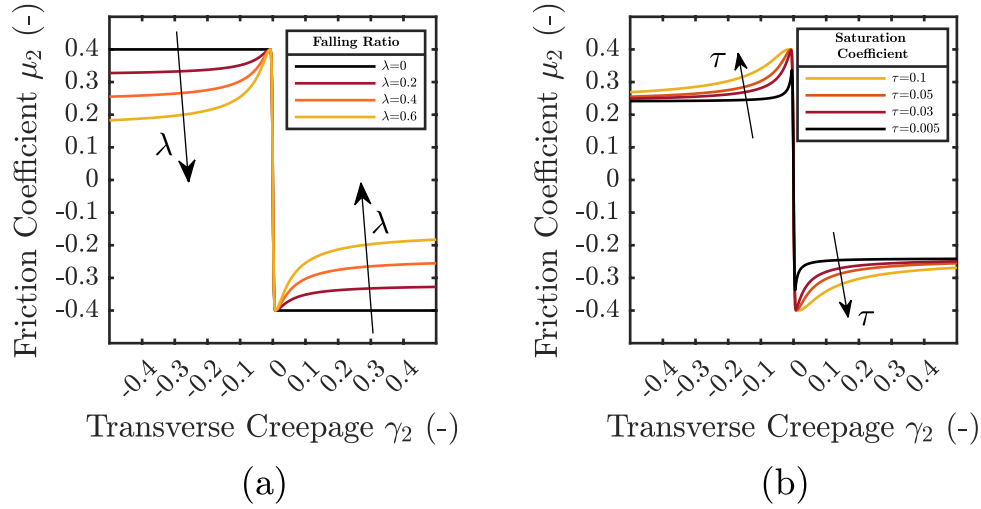 Friction Coefficient μ₂ (-)
0.4
0.3
0.2
0.1
0
-0.1
-0.2
-0.3
-0.4
Falling Ratio
λ=0
λ=0.2
λ=0.4
λ=0.6
λ
λ
-0.4
-0.3
-0.2
-0.1
0
0.1
0.2
0.3
0.4
Transverse Creepage γ₂ (-)
(a)
Friction Coefficient μ₂ (-)
0.4
0.3
0.2
0.1
0
-0.1
-0.2
-0.3
-0.4
Saturation
Coefficient
τ=0.1
τ=0.05
τ=0.03
τ=0.005
τ
τ
-0.4
-0.3
-0.2
-0.1
0
0.1
0.2
0.3
0.4
Transverse Creepage γ₂ (-)
(b)